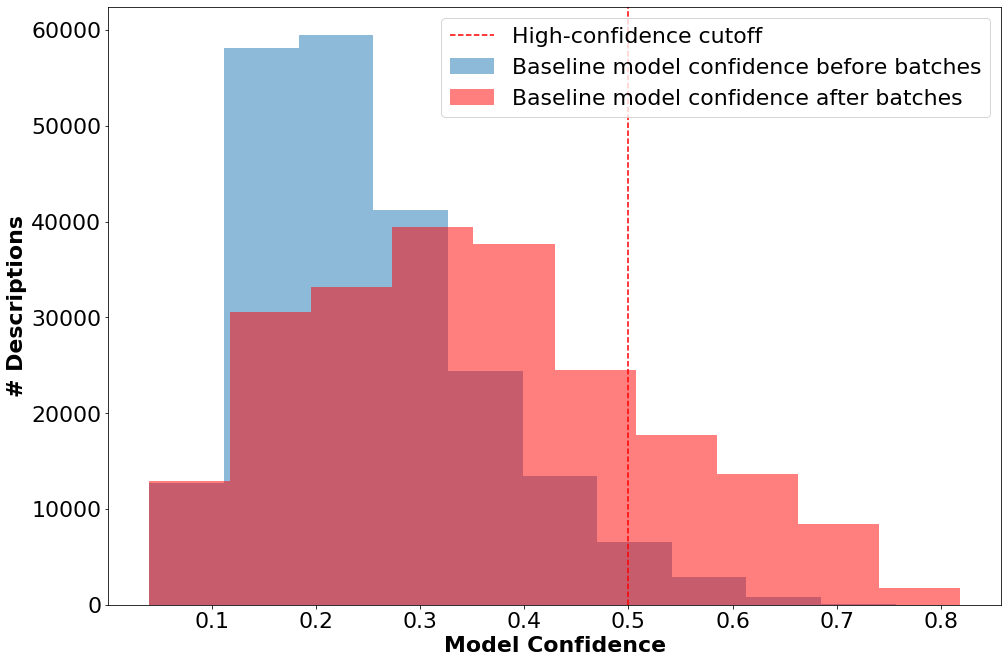 High-confidence cutoff
Baseline model confidence before batches
Baseline model confidence after batches
60000
50000
40000
30000
20000
10000
0
# Descriptions
0.1 0.2 0.3 0.4 0.5 0.6 0.7 0.8
Model Confidence